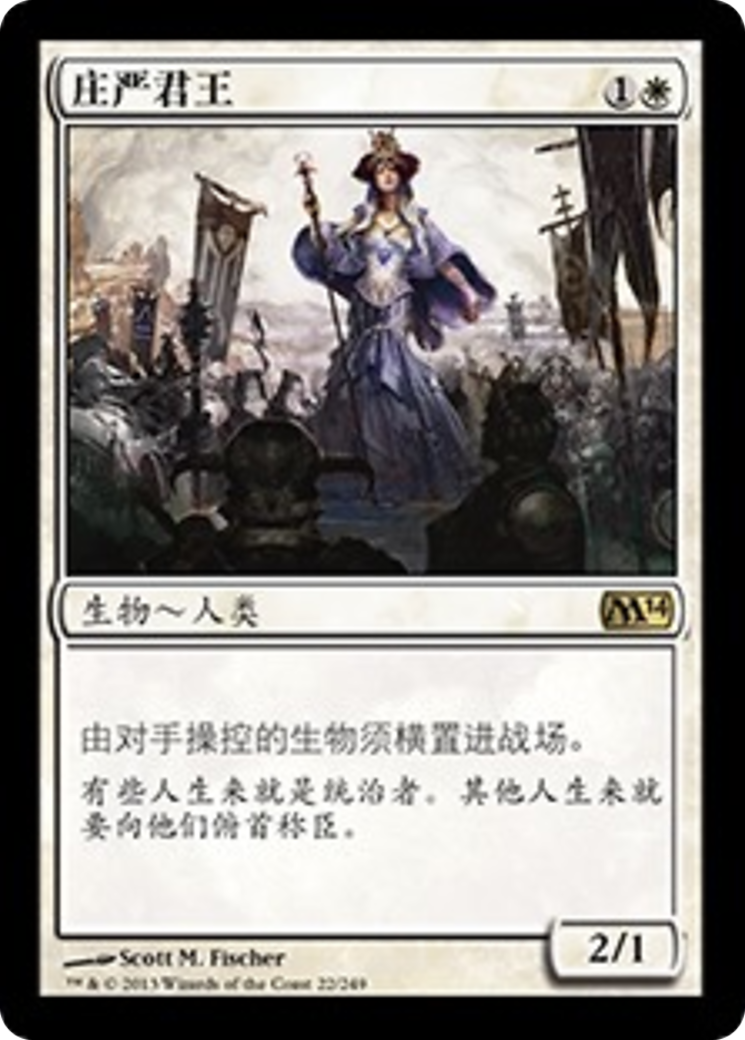 庄严君王 1
生物～人类 M14
由对手操控的生物须横置进战场。
有些人生来就是统治者。其他人生来就
要向他们俯首称臣。
2/1
Scott M. Fischer
™ & © 2013 Wizards of the Coast 22/249